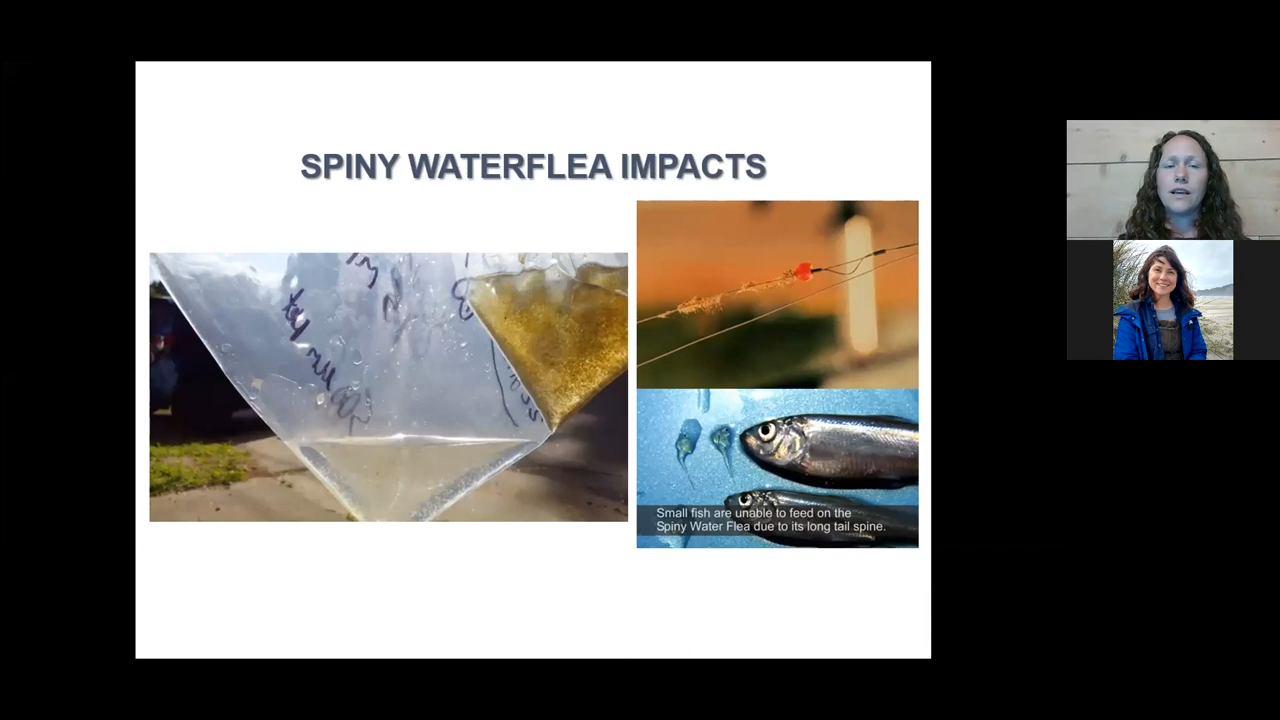 SPINY WATERFLEA IMPACTS
Small fish are unable to feed on the
Spiny Water Flea due to its long tail spine.